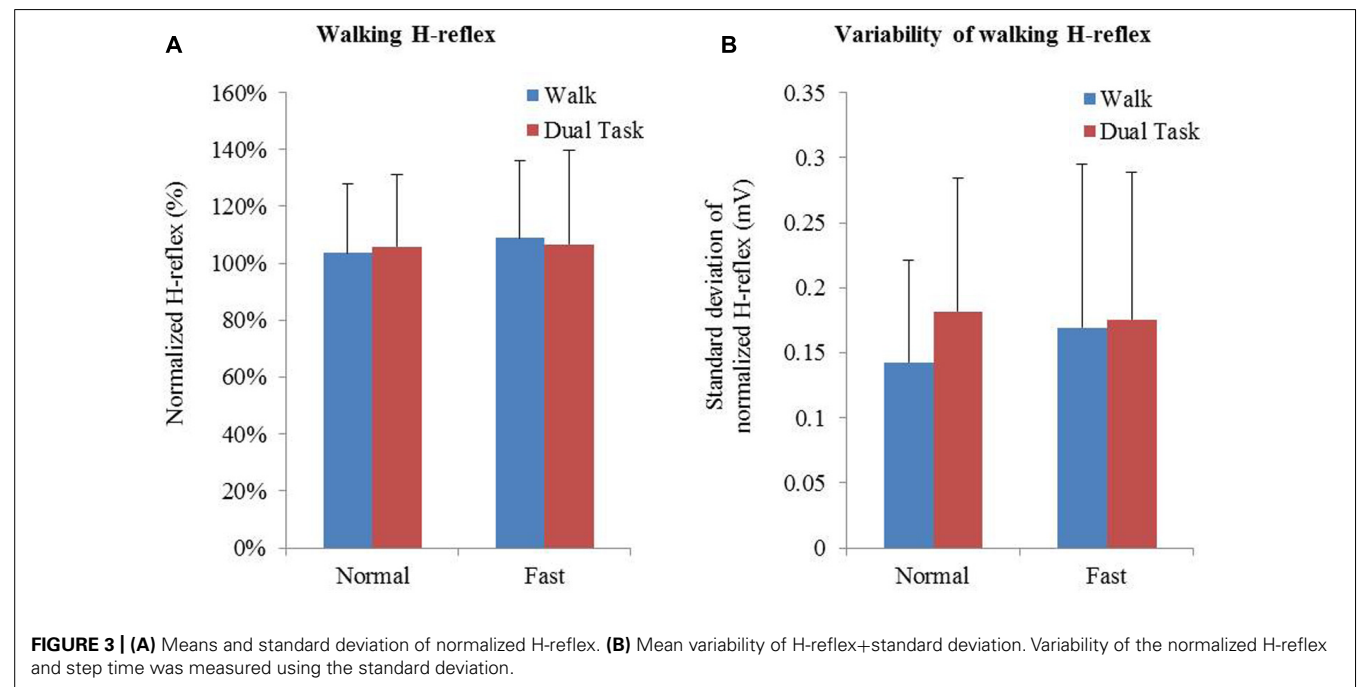 A
Walking H-reflex
160%
140%
120%
100%
80%
60%
40%
20%
0%
Normalized H-reflex (%)
Walk
Dual Task
Normal
Fast
B
Variability of walking H-reflex
0.35
0.3
0.25
0.2
0.15
0.1
0.05
0
Standard deviation of
normalized H-reflex (mV)
Walk
Dual Task
Normal
Fast
FIGURE 3 | (A) Means and standard deviation of normalized H-reflex. (B) Mean variability of H-reflex+standard deviation. Variability of the normalized H-reflex
and step time was measured using the standard deviation.